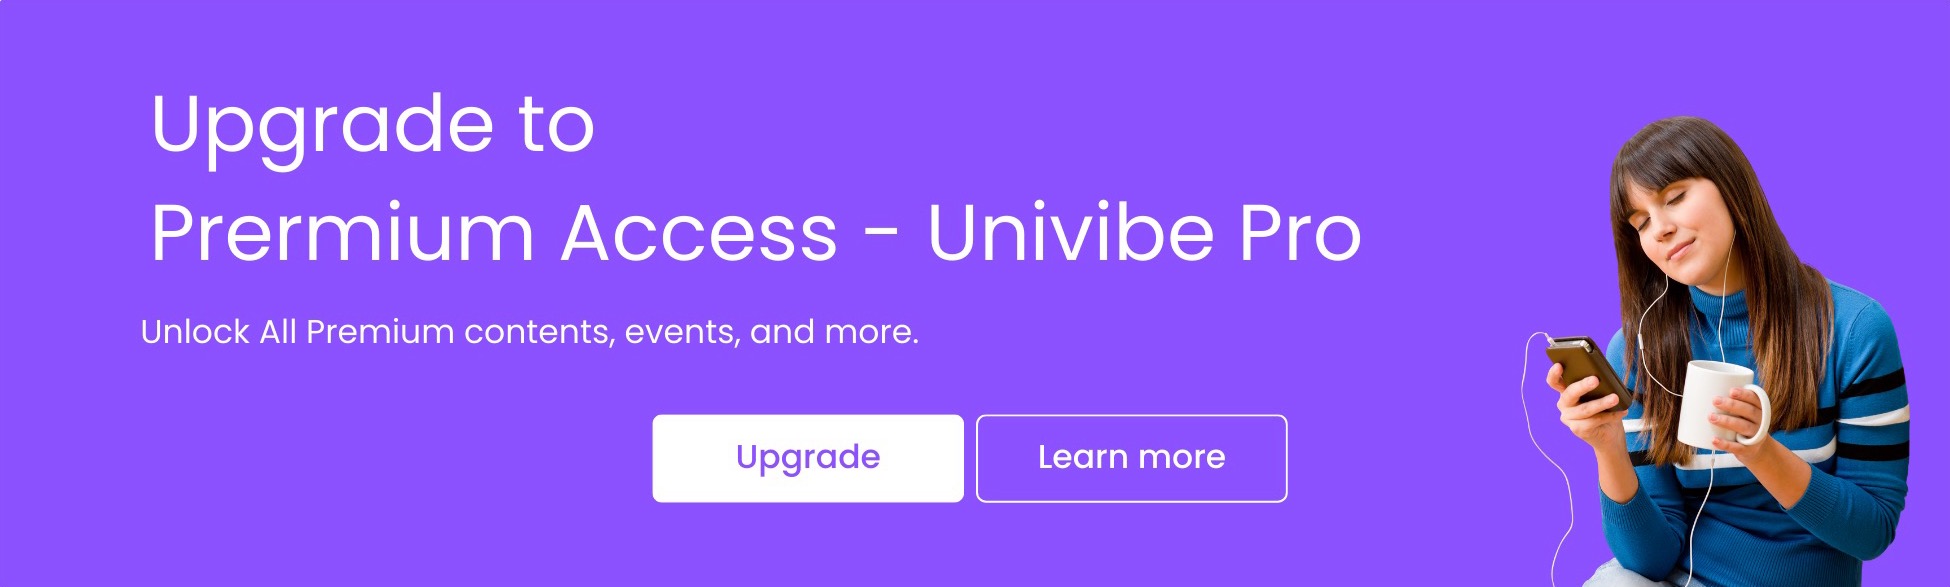 Upgrade to
Prermium Access - Univibe Pro
Unlock All Premium contents, events, and more.
Upgrade
Learn more